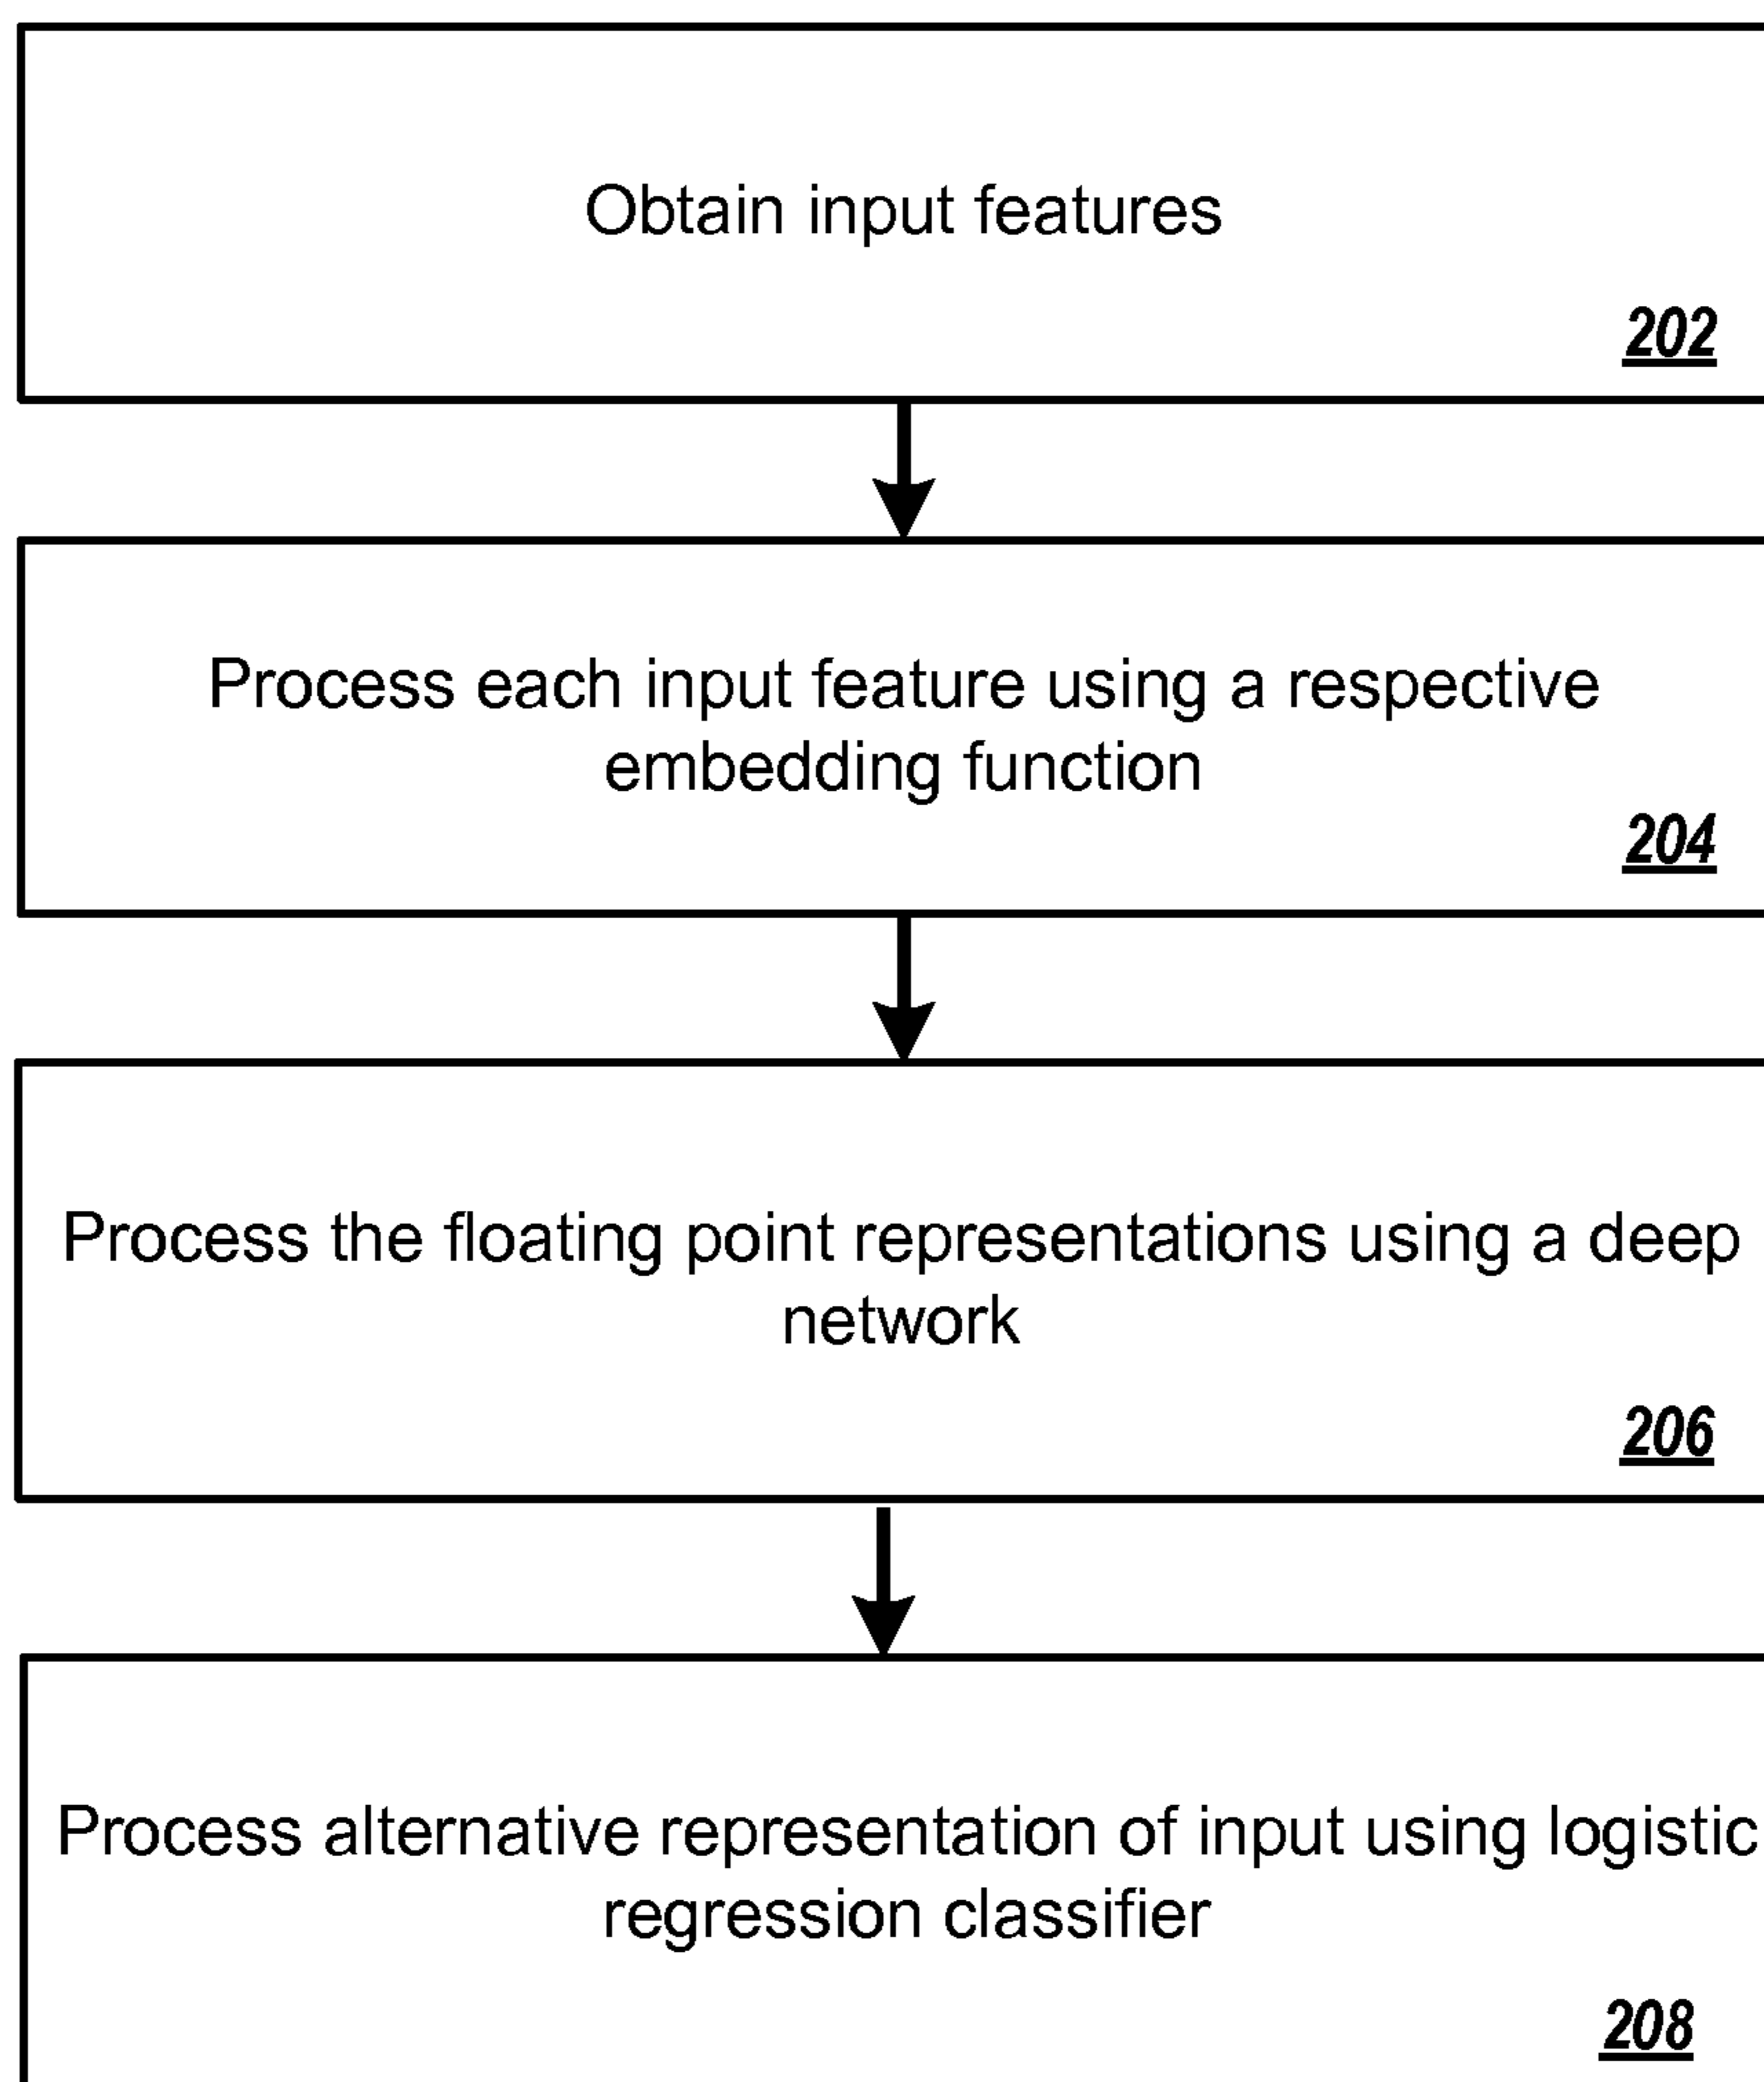 Obtain input features
202
Process each input feature using a respective
embedding function
204
Process the floating point representations using a deep
network
206
Process alternative representation of input using logistic
regression classifier
208